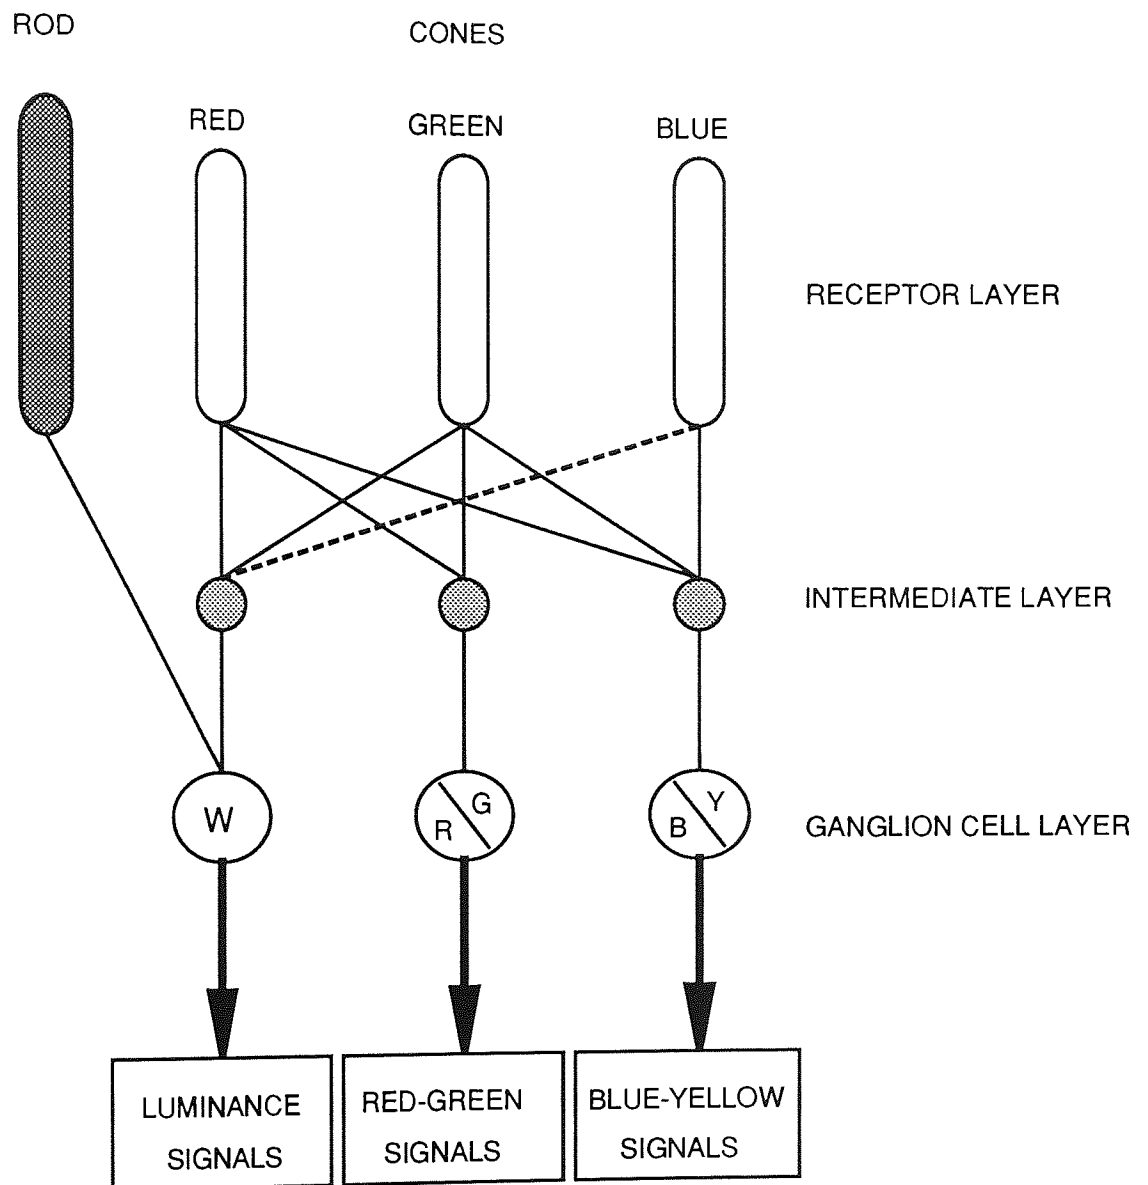 ROD
CONES
RED
GREEN
BLUE
RECEPTOR LAYER
INTERMEDIATE LAYER
W
R G
B Y
GANGLION CELL LAYER
LUMINANCE
SIGNALS
RED-GREEN
SIGNALS
BLUE-YELLOW
SIGNALS